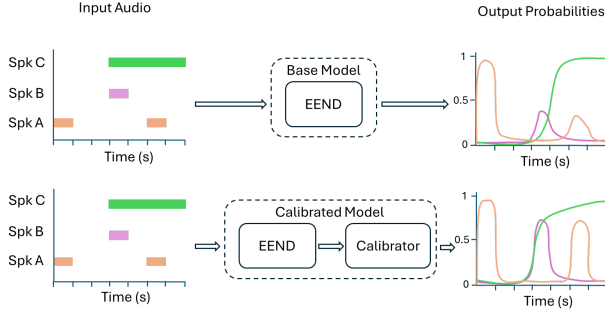 Input Audio
Output Probabilities
Spk C
Spk B
Spk A
Time (s)
Base Model
EEND
1
0.5
0
Time (s)
Spk C
Spk B
Spk A
Time (s)
Calibrated Model
EEND
Calibrator
1
0.5
0
Time (s)